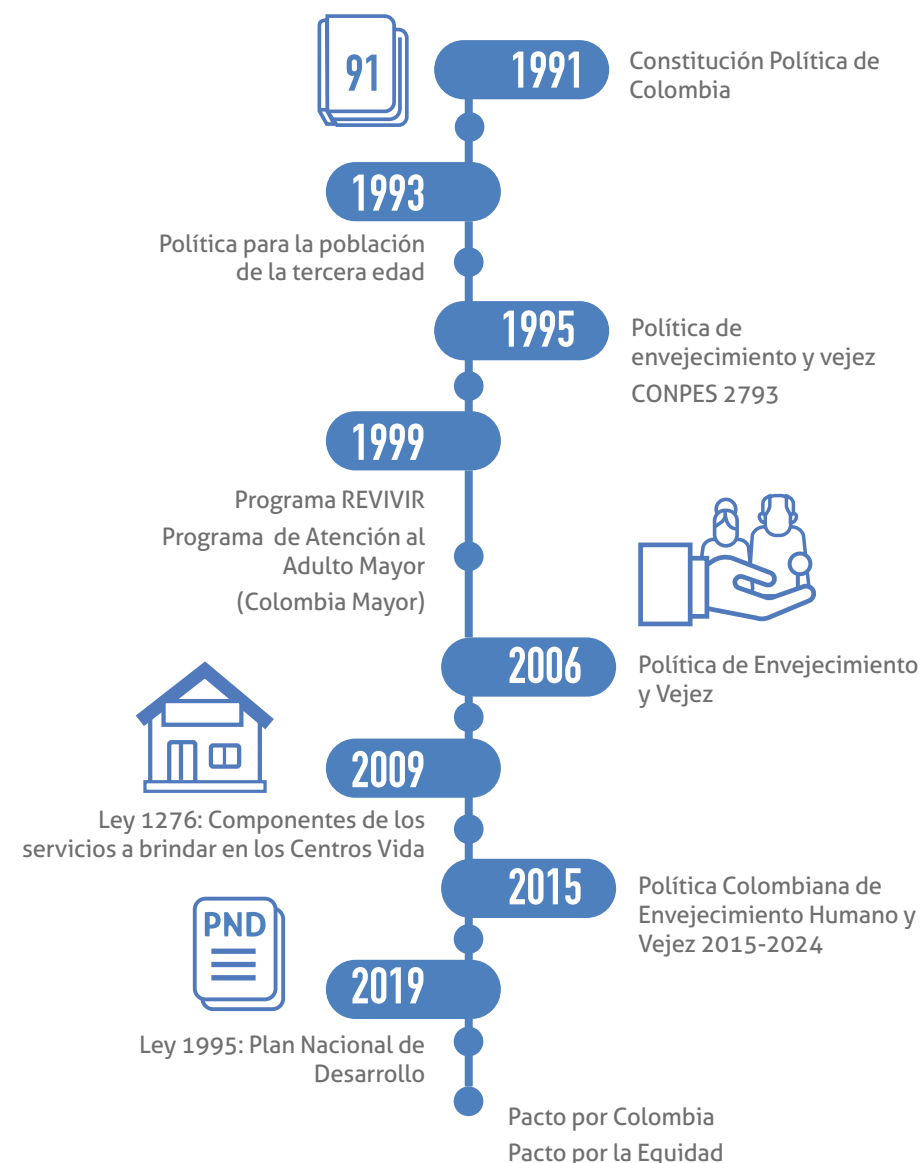 91
1991
Constitución Política de
Colombia
1993
Política para la población
de la tercera edad
1995
Política de
envejecimiento y vejez
CONPES 2793
1999
Programa REVIVIR
Programa de Atención al
Adulto Mayor
(Colombia Mayor)
2006
Política de Envejecimiento
y Vejez
2009
Ley 1276: Componentes de los
servicios a brindar en los Centros Vida
2015
Política Colombiana de
Envejecimiento Humano y
Vejez 2015-2024
PND
2019
Ley 1995: Plan Nacional de
Desarrollo
Pacto por Colombia
Pacto por la Equidad